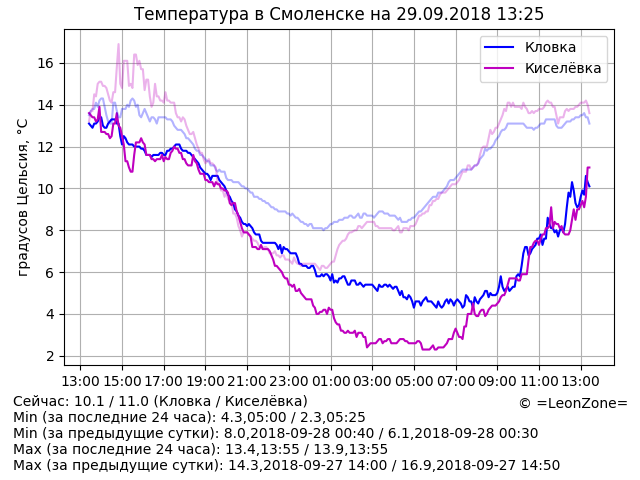 Температура в Смоленске на 29.09.2018 13:25
Кловка
Киселёвка
градусов Цельсия, °C
16
14
12
10
8
6
4
2
13:00 15:00 17:00 19:00 21:00 23:00 01:00 03:00 05:00 07:00 09:00 11:00 13:00
Сейчас: 10.1 / 11.0 (Кловка / Киселёвка)
© =LeonZone=
Min (за последние 24 часа): 4.3,05:00 / 2.3,05:25
Min (за предыдущие сутки): 8.0,2018-09-28 00:40 / 6.1,2018-09-28 00:30
Max (за последние 24 часа): 13.4,13:55 / 13.9,13:55
Max (за предыдущие сутки): 14.3,2018-09-27 14:00 / 16.9,2018-09-27 14:50